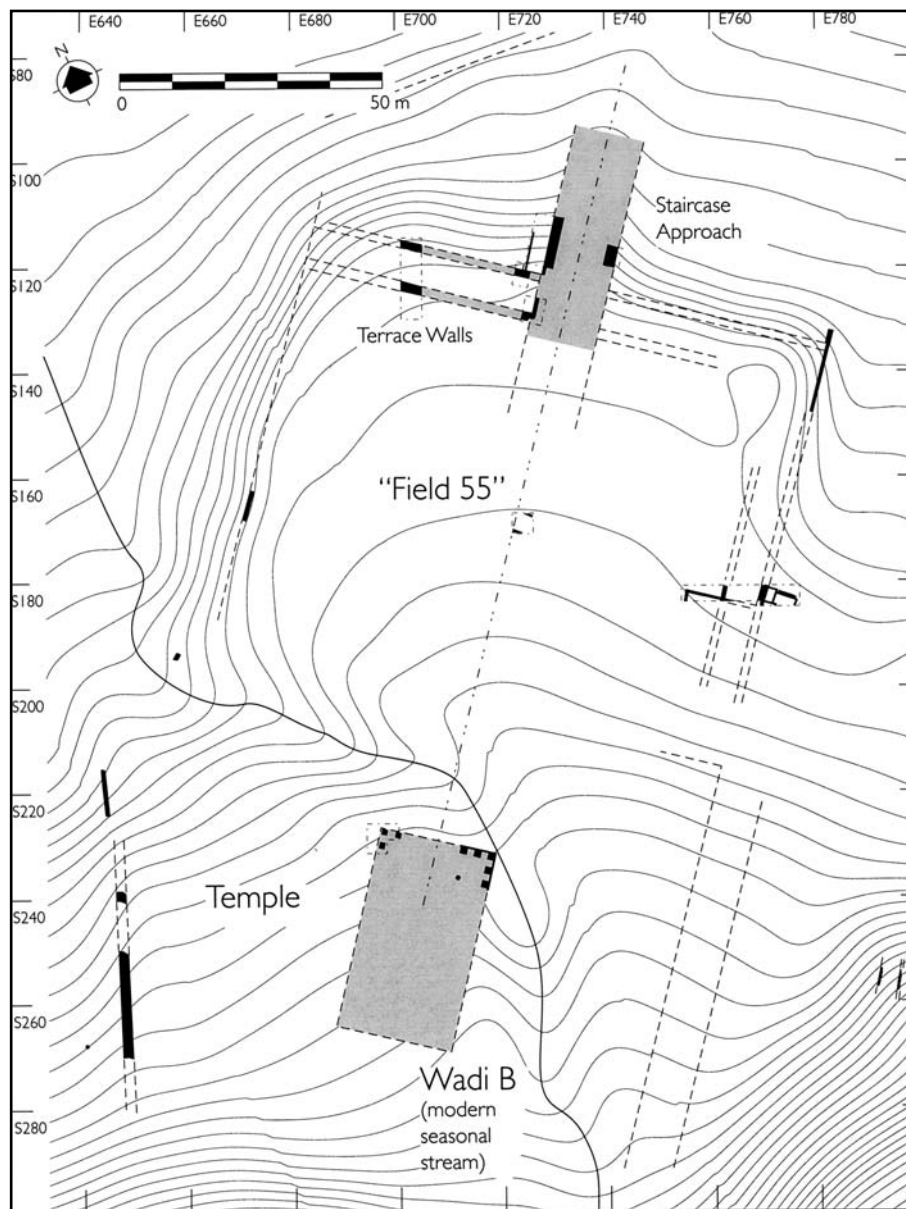 E640 E660 E680 E700 E720 E740 E760 E780
N
0 50 m
S80
S100
S120
S140
S160
S180
S200
S220
S240
S260
S280
Staircase
Approach
Terrace Walls
"Field 55"
Temple
Wadi B
(modern
seasonal
stream)